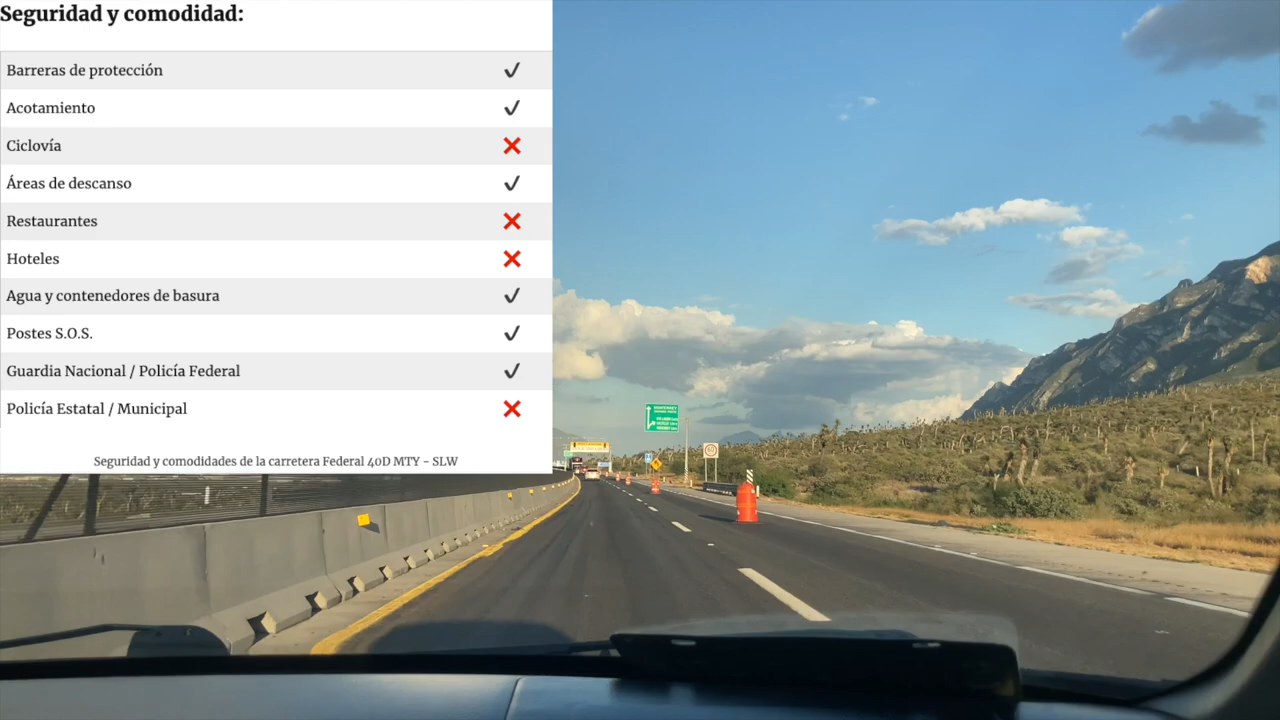 Seguridad y comodidad:
Barreras de protección ✓
Acotamiento ✓
Ciclovía ❌
Áreas de descanso ✓
Restaurantes ❌
Hoteles ❌
Agua y contenedores de basura ✓
Postes S.O.S. ✓
Guardia Nacional / Policía Federal ✓
Policía Estatal / Municipal ❌
Seguridad y comodidades de la carretera Federal 40D MTY - SLW
MONTERREY